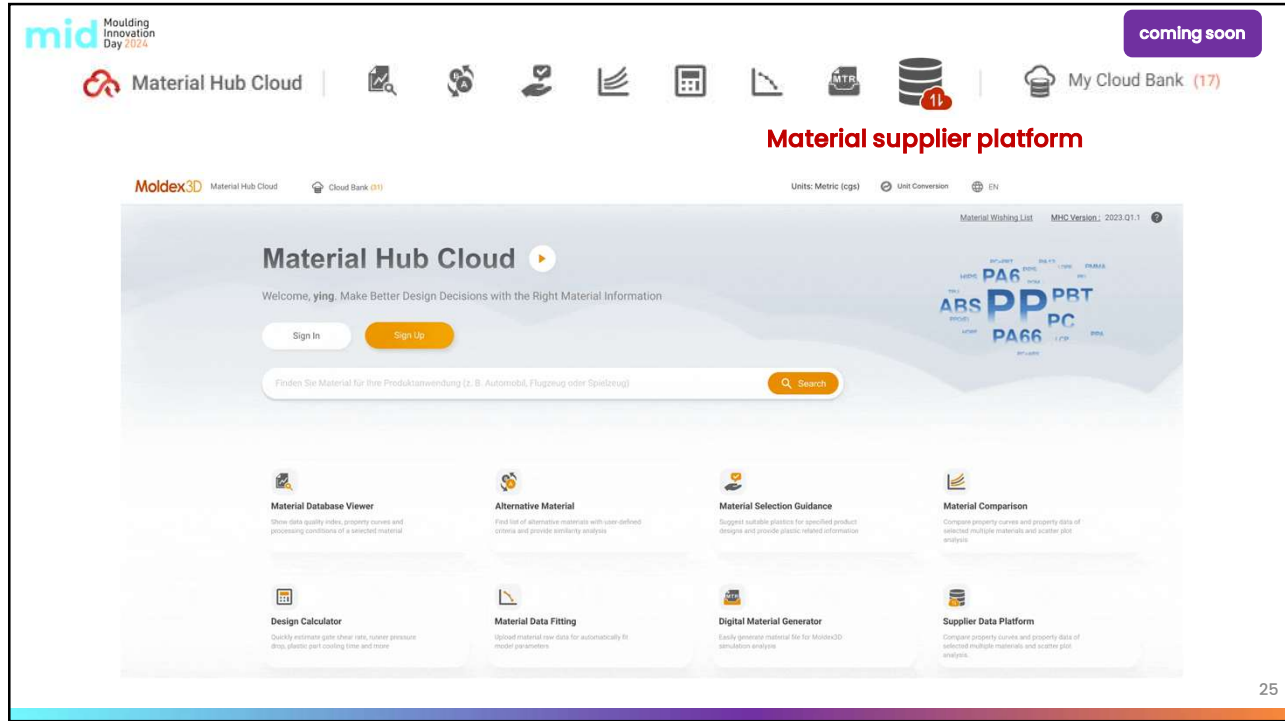 mid Moulding
Innovation
Day 2024
coming soon
Material Hub Cloud
MTR
My Cloud Bank (17)
Material supplier platform
Moldex3D Material Hub Cloud Cloud Bank (31) Units: Metric (cgs) Unit Conversion EN
Material Wishing List MHC Version : 2023.Q1.1 ?
Material Hub Cloud
Welcome, ying. Make Better Design Decisions with the Right Material Information
Sign In Sign Up
Finden Sie Material für Ihre Produktanwendung (z. B. Automobil, Flugzeug oder Spielzeug) Search
PA12 PMMA
HIPS PA6
ABS PP PBT
PC
HDPE PA66 LCP PPA
Material Database Viewer
Show data quality index, property curves and
processing conditions of a selected material
Alternative Material
Find list of alternative materials with user-defined
criteria and provide similarity analysis
Material Selection Guidance
Suggest suitable plastics for specified product
designs and provide plastic related information
Material Comparison
Compare property curves and property data of
selected multiple materials and scatter plot
analysis
Design Calculator
Quickly estimate gate shear rate, runner pressure
drop, plastic part cooling time and more
Material Data Fitting
Upload material raw data for automatically fit
model parameters
MTR
Digital Material Generator
Easily generate material file for Moldex3D
simulation analysis
Supplier Data Platform
Compare property curves and property data of
selected multiple materials and scatter plot
analysis
25